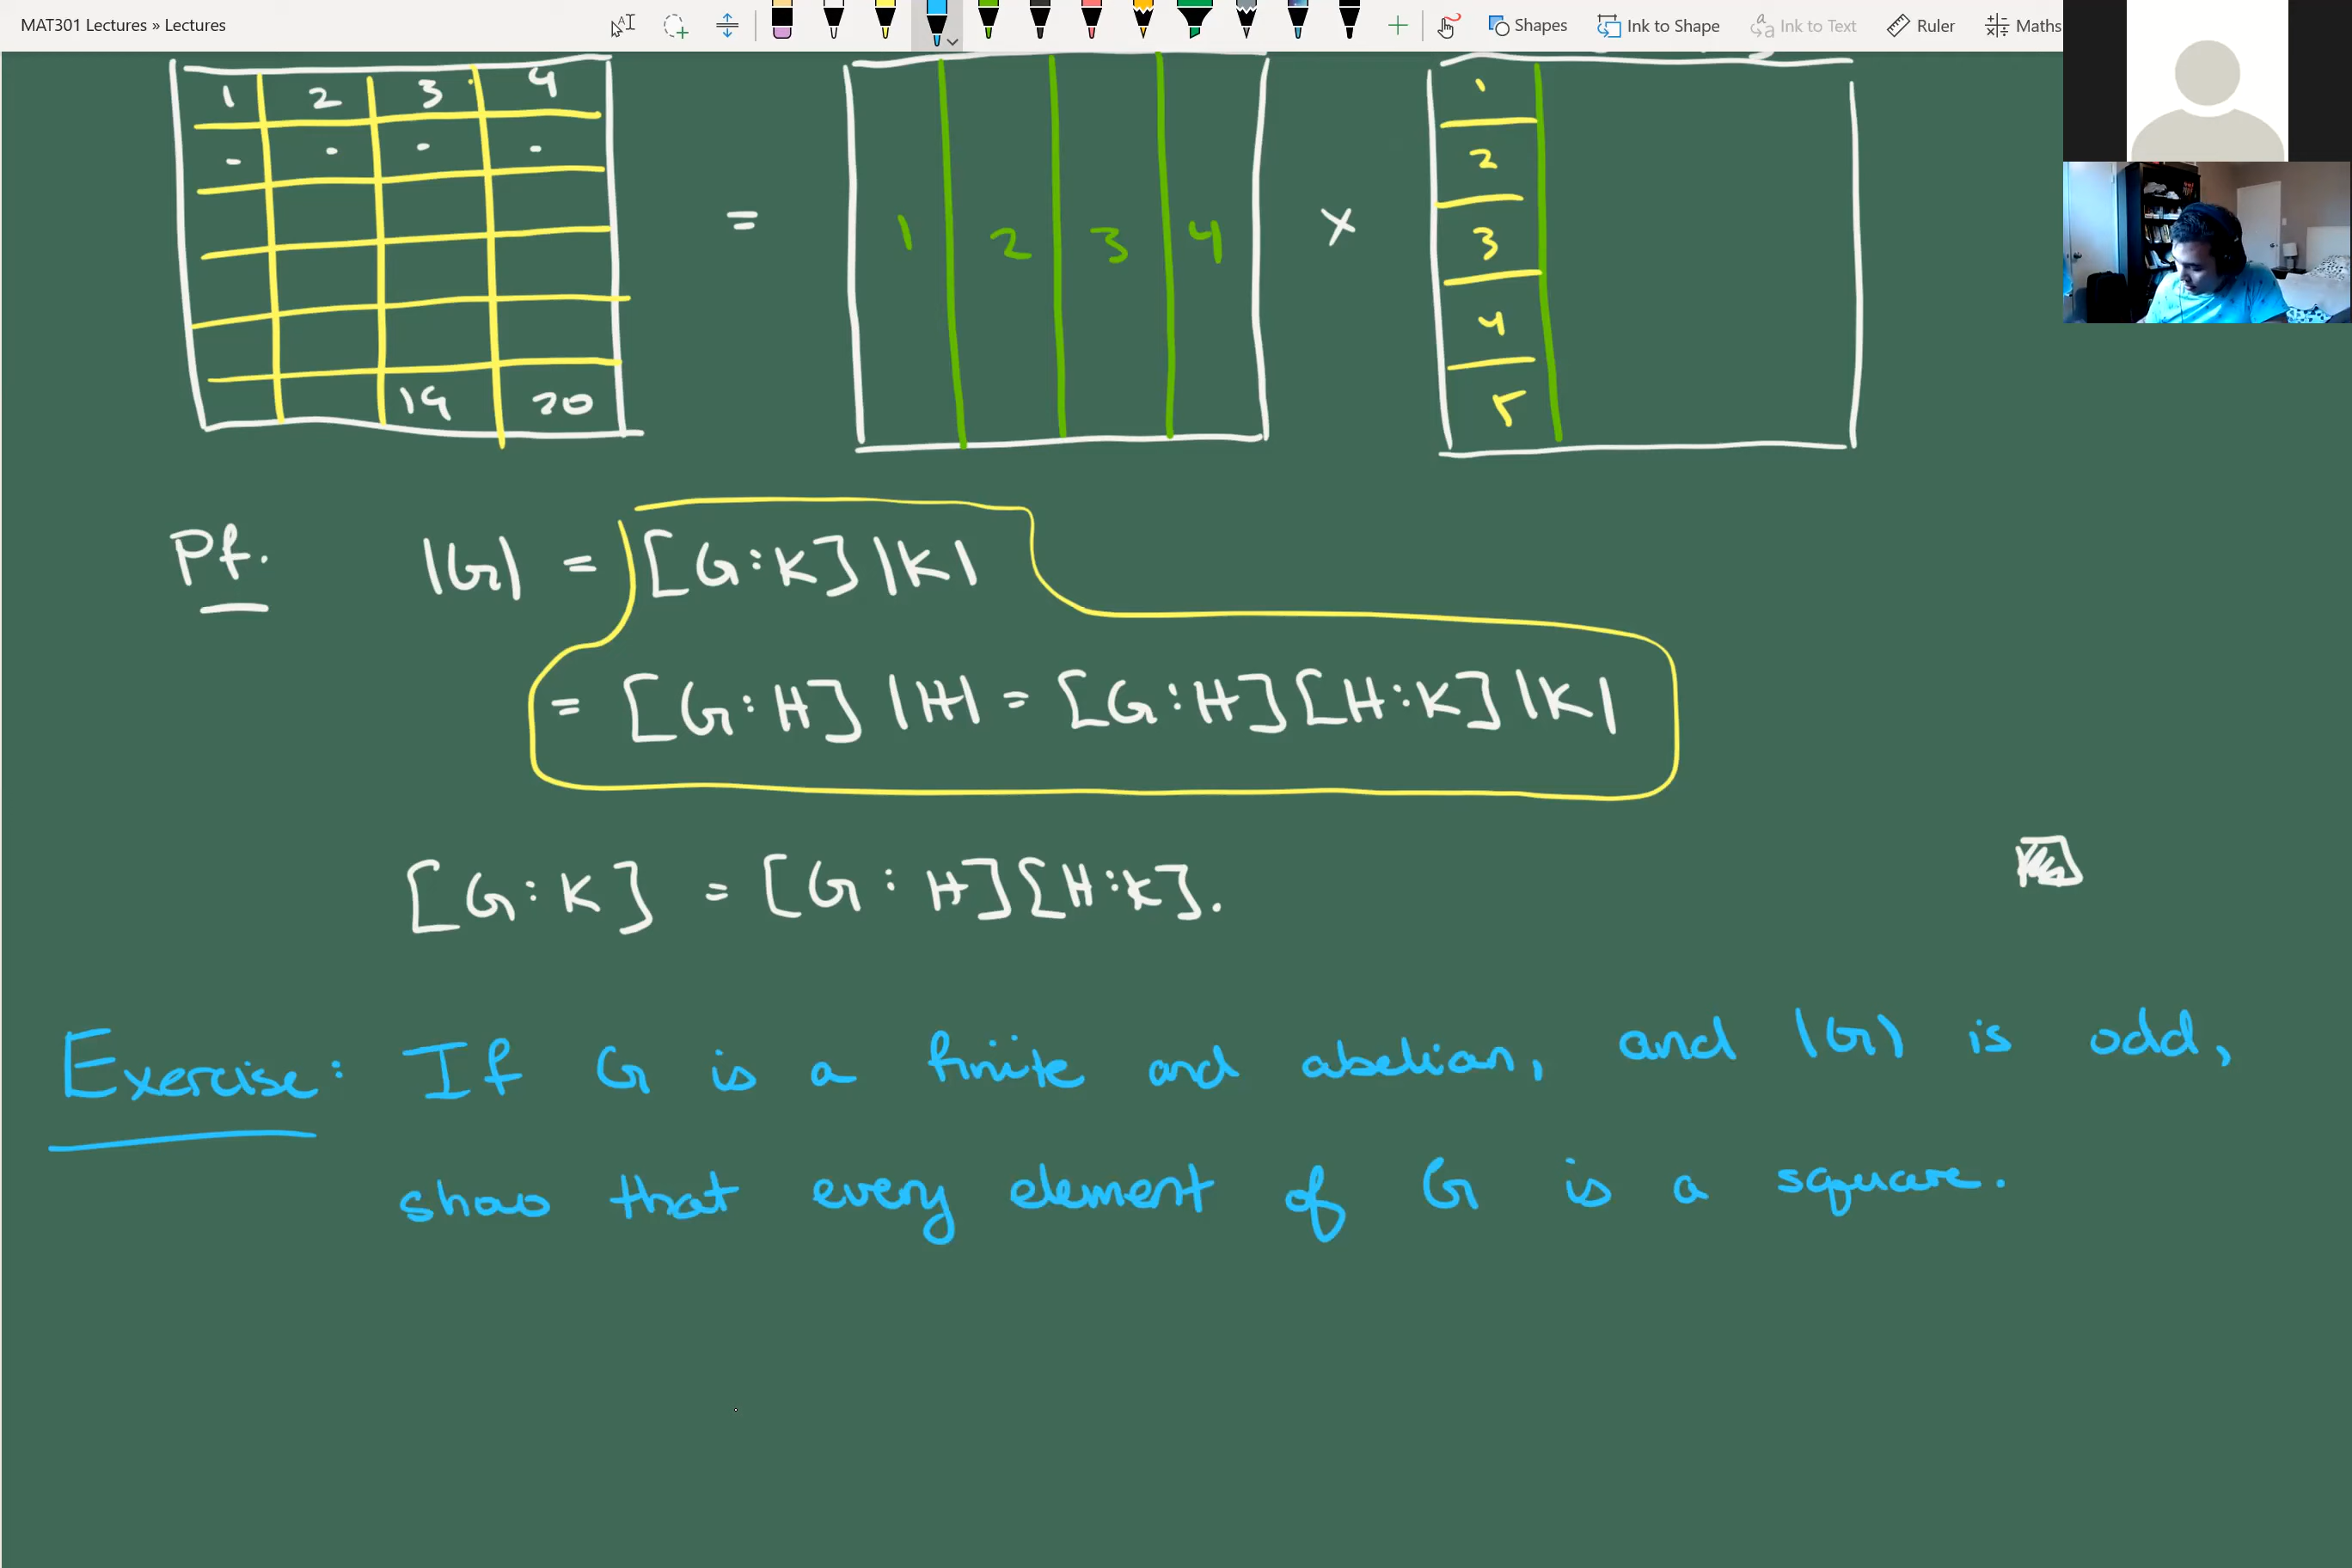 MAT301 Lectures » Lectures
Shapes Ink to Shape Ink to Text Ruler Maths
1 2 3 4 = 1 2 3 4 × 1
2
3
4
5
19 20
Pf. |G| = [G:K]|K|
= [G:H]|H| = [G:H][H:K]|K|
[G:K] = [G:H][H:K].
Exercise: If G is a finite and abelian, and |G| is odd,
show that every element of G is a square.